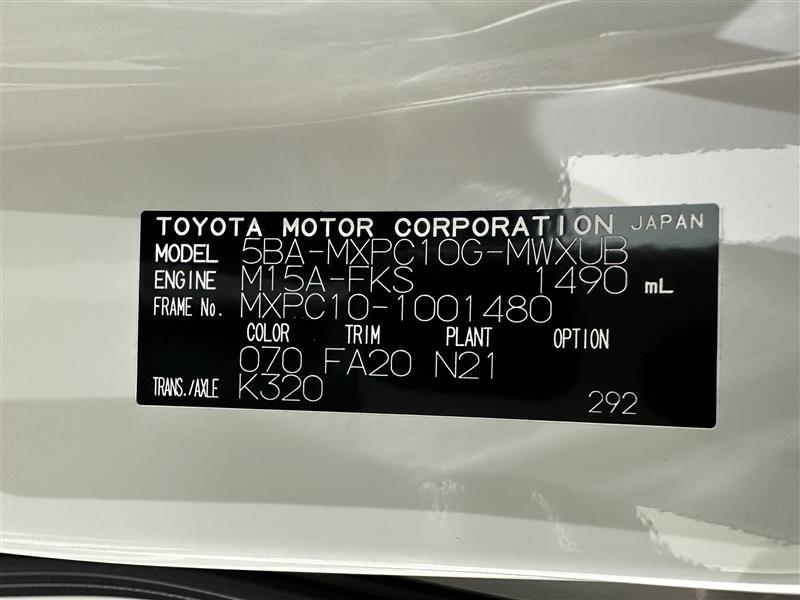 TOYOTA MOTOR CORPORATION JAPAN
MODEL 5BA-MXPC10G-MWXUB
ENGINE M15A-FKS 1490 mL
FRAME No. MXPC10-1001480
COLOR TRIM PLANT OPTION
070 FA20 N21
TRANS./AXLE K320
292